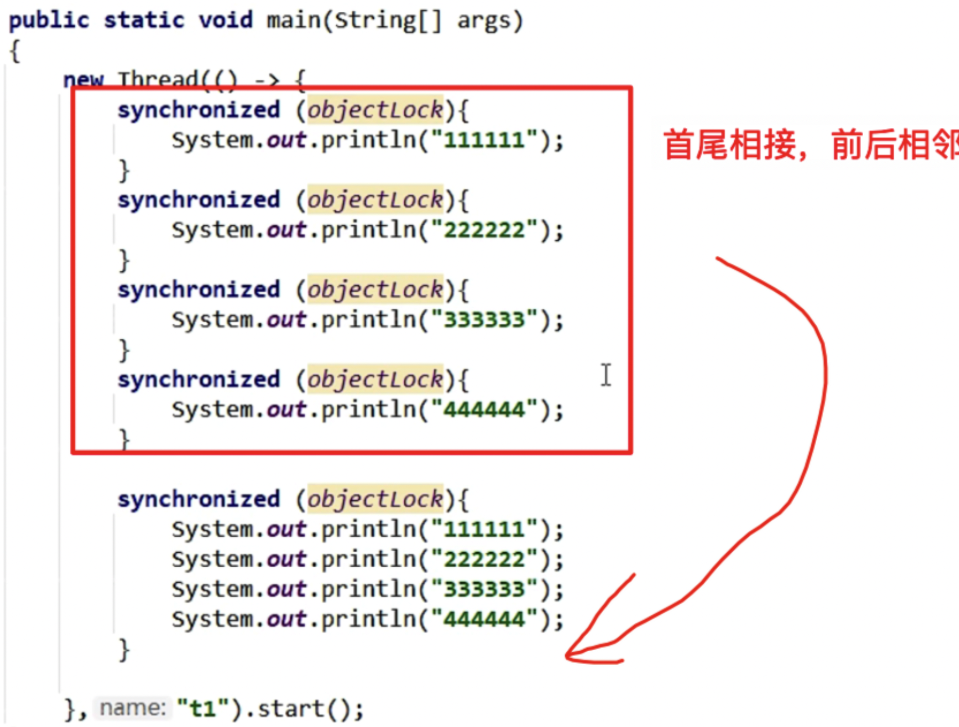 public static void main(String[] args)
{
    new Thread(() -> {
        synchronized (objectLock){
            System.out.println("111111");
        }
        synchronized (objectLock){
            System.out.println("222222");
        }
        synchronized (objectLock){
            System.out.println("333333");
        }
        synchronized (objectLock){
            System.out.println("444444");
        }
首尾相接，前后相邻
        synchronized (objectLock){
            System.out.println("111111");
            System.out.println("222222");
            System.out.println("333333");
            System.out.println("444444");
        }
    }, name: "t1").start();